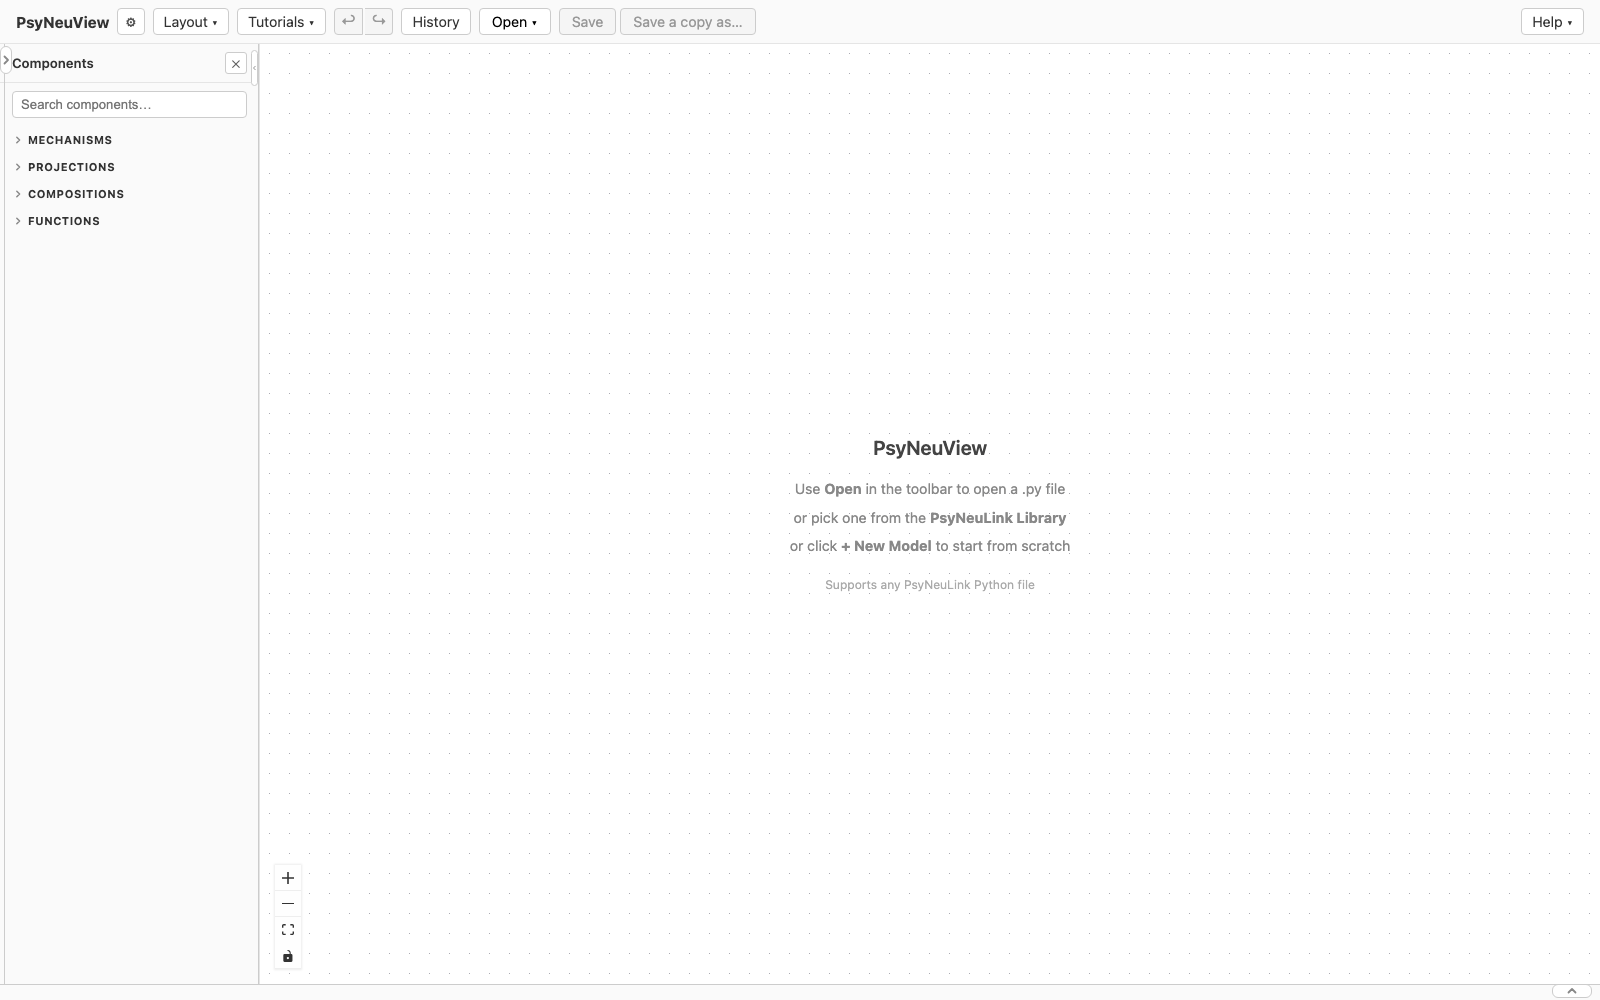 PsyNeuView
Layout
Tutorials
History
Open
Save
Save a copy as...
Help
Components
Search components…
MECHANISMS
PROJECTIONS
COMPOSITIONS
FUNCTIONS
PsyNeuView
Use Open in the toolbar to open a .py file
or pick one from the PsyNeuLink Library
or click + New Model to start from scratch
Supports any PsyNeuLink Python file